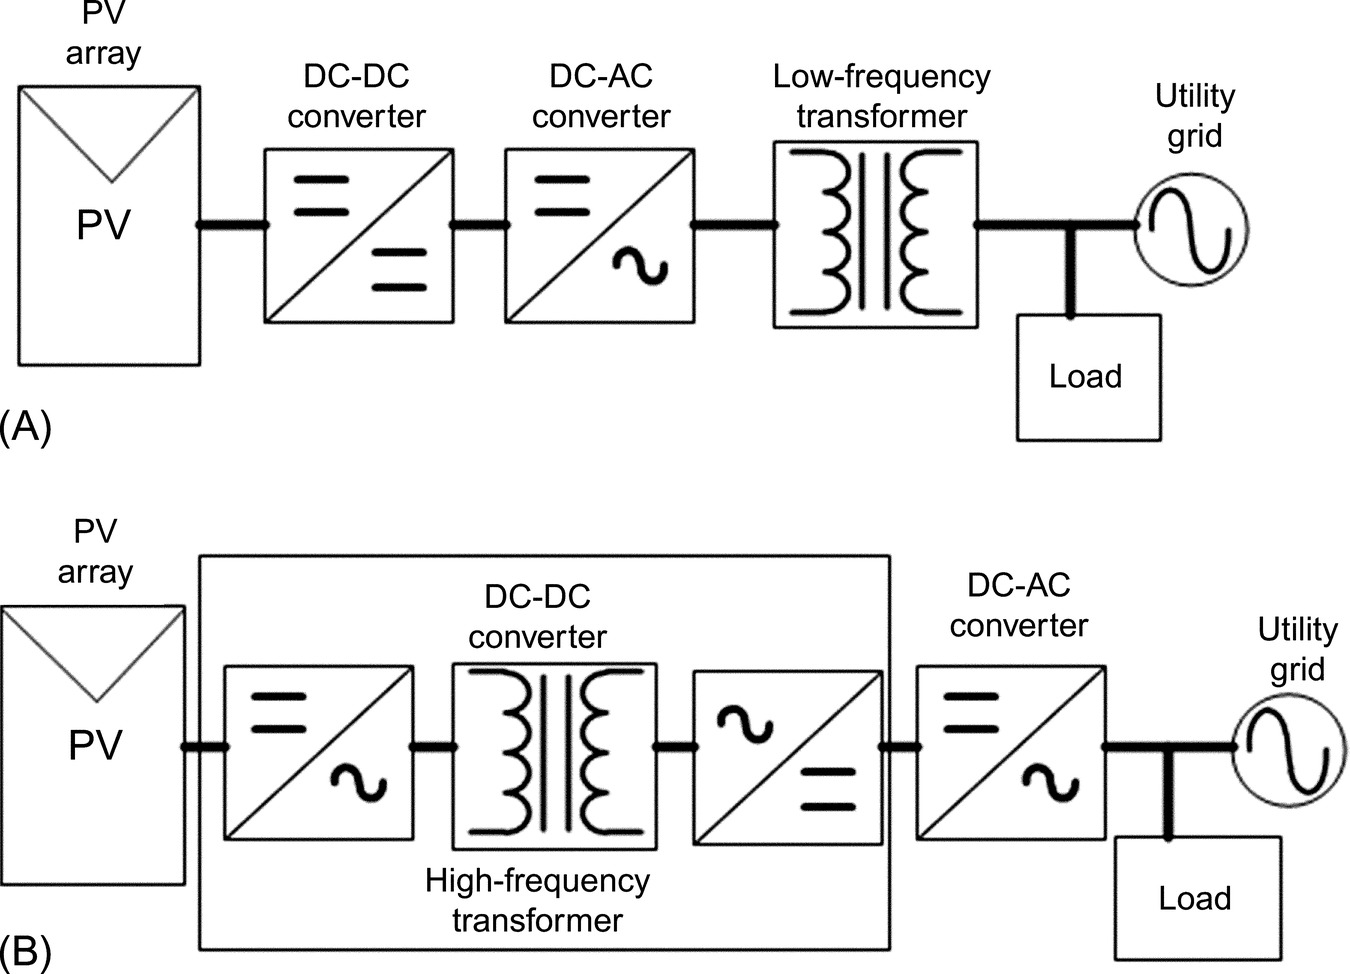 PV
array
DC-DC
converter
DC-AC
converter
Low-frequency
transformer
Utility
grid
PV
Load
(A)
PV
array
DC-DC
converter
DC-AC
converter
Utility
grid
PV
High-frequency
transformer
Load
(B)